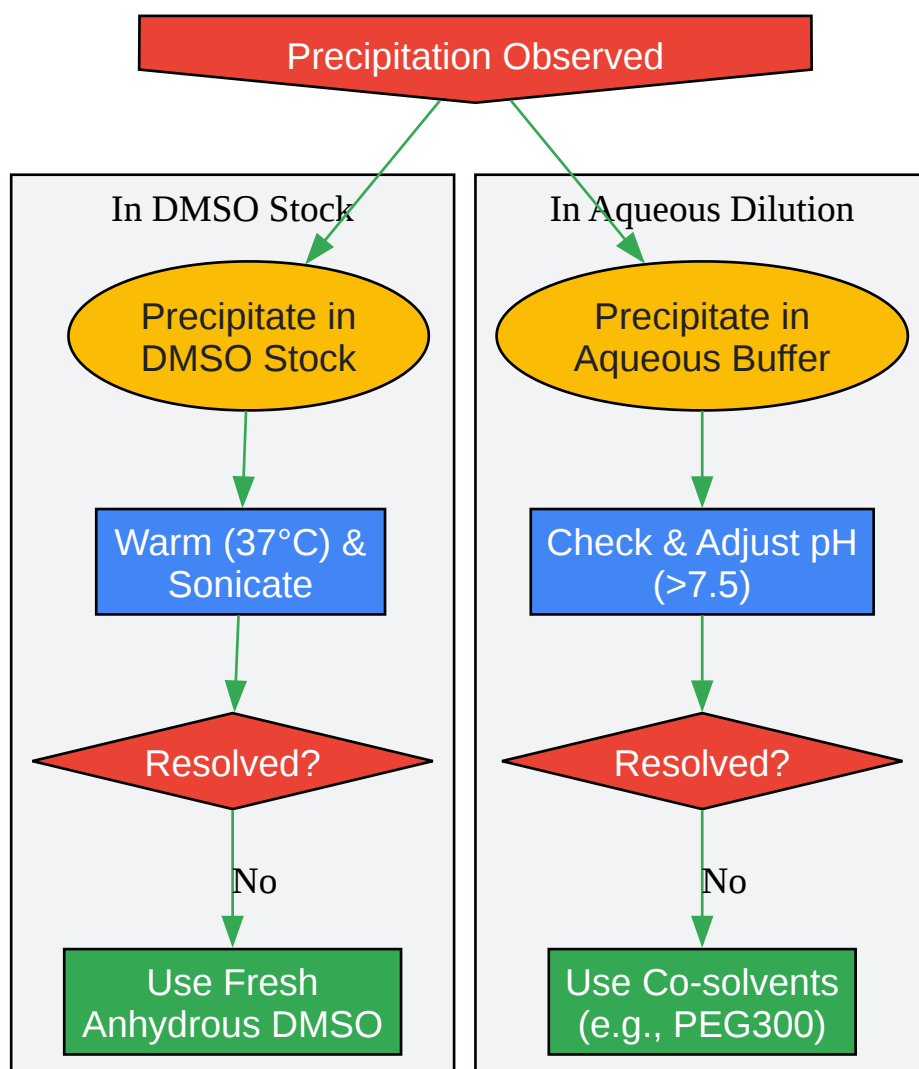 Precipitation Observed
In DMSO Stock
Precipitate in
DMSO Stock
Warm (37°C) &
Sonicate
Resolved?
No
Use Fresh
Anhydrous DMSO
In Aqueous Dilution
Precipitate in
Aqueous Buffer
Check & Adjust pH
(>7.5)
Resolved?
No
Use Co-solvents
(e.g., PEG300)